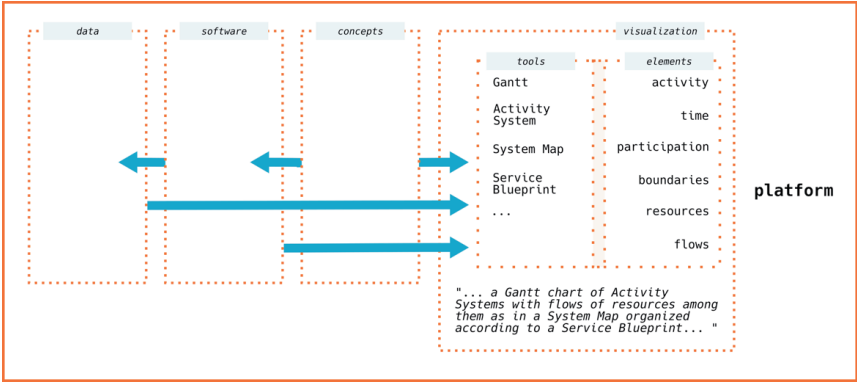 data
software
concepts
visualization
tools
elements
Gantt
Activity
System
System Map
Service
Blueprint
...
activity
time
participation
boundaries
resources
flows
platform
"... a Gantt chart of Activity
Systems with flows of resources among
them as in a System Map organized
according to a Service Blueprint... "